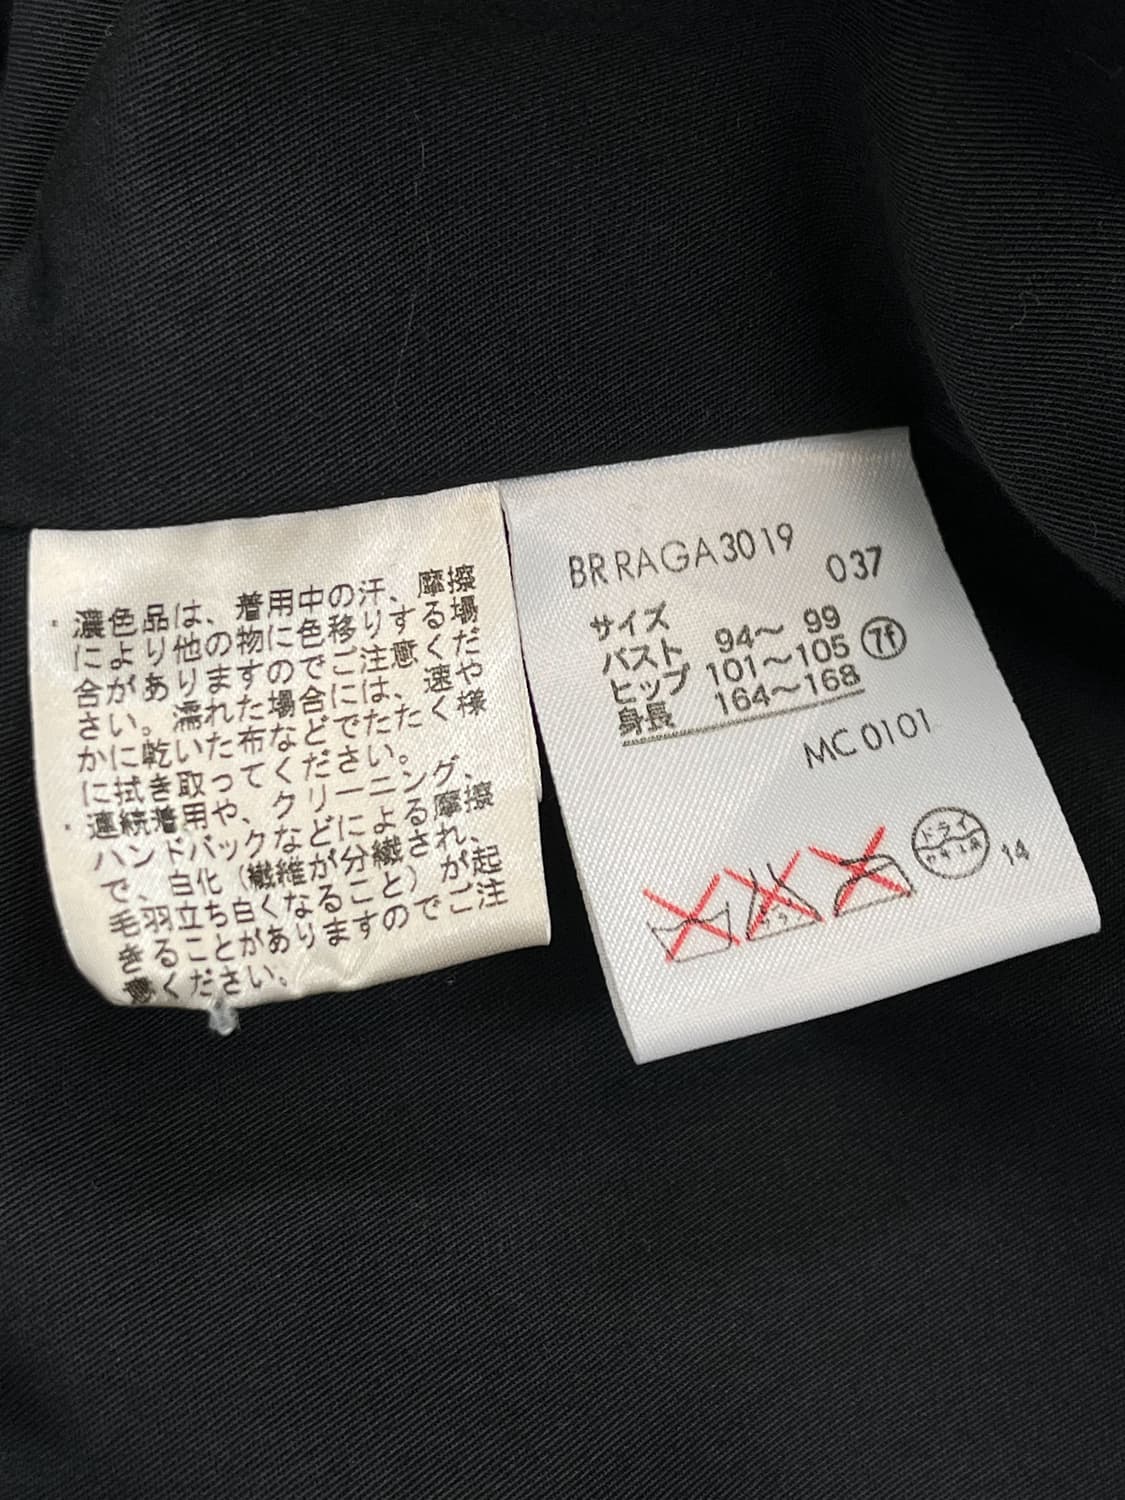 ・濃色品は、着用中の汗、摩擦
により他の物に色移りする場
合がありますのでご注意くだ
さい。濡れた場合には、速や
かに乾いた布などでたたく様
に拭き取ってください。
・連続着用や、クリーニング、
ハンドバックなどによる摩擦
で、白化（繊維が分繊され、
毛羽立ち白くなること）が起
きることがありますのでご注
意ください。
BR RAGA3019
037
サイズ
バスト 94〜 99
ヒップ 101〜105 7f
身長 164〜168
MC0101
ドライ
14